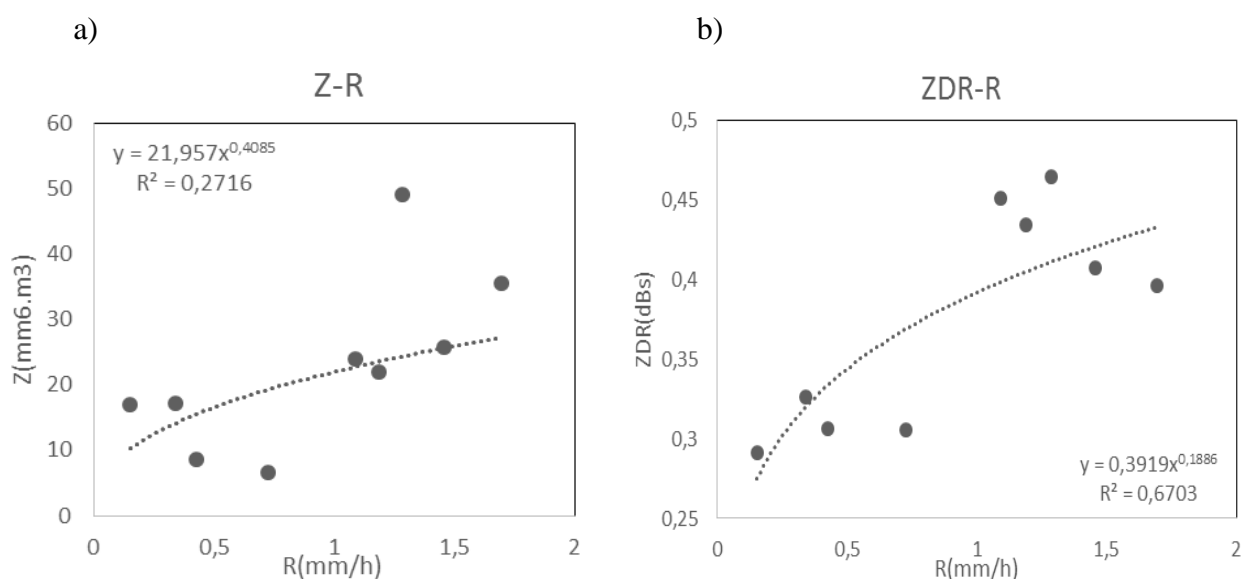 a)
Z-R
y = 21,957x^0,4085
R² = 0,2716
60
50
40
30
20
10
0
Z(mm6.m3)
0 0,5 1 1,5 2
R(mm/h)
b)
ZDR-R
0,5
0,45
0,4
0,35
0,3
0,25
ZDR(dBs)
y = 0,3919x^0,1886
R² = 0,6703
0 0,5 1 1,5 2
R(mm/h)